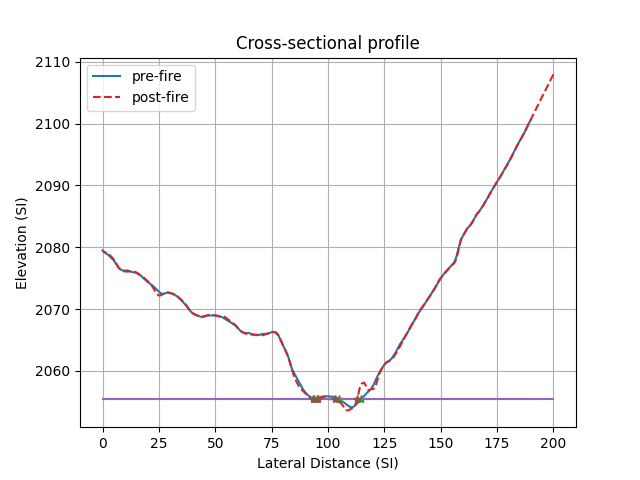 Cross-sectional profile
2110
2100
2090
2080
2070
2060
Elevation (SI)
pre-fire
post-fire
0 25 50 75 100 125 150 175 200
Lateral Distance (SI)